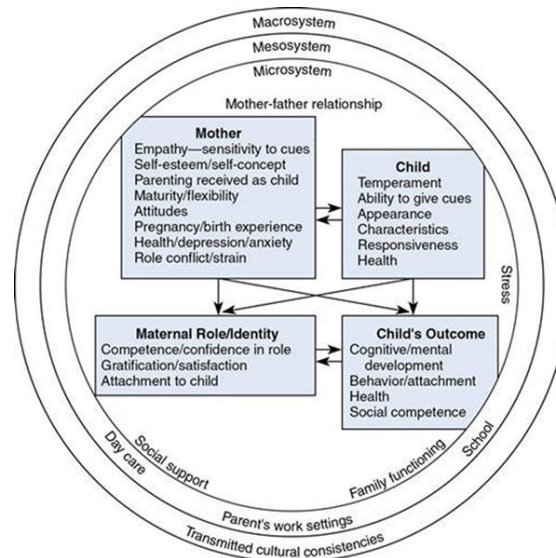 Macrosystem
Mesosystem
Microsystem
Mother-father relationship
Mother
Empathy—sensitivity to cues
Self-esteem/self-concept
Parenting received as child
Maturity/flexibility
Attitudes
Pregnancy/birth experience
Health/depression/anxiety
Role conflict/strain
Child
Temperament
Ability to give cues
Appearance
Characteristics
Responsiveness
Health
Stress
Maternal Role/Identity
Competence/confidence in role
Gratification/satisfaction
Attachment to child
Child's Outcome
Cognitive/mental
development
Behavior/attachment
Health
Social competence
Social support
Family functioning
Day care
School
Parent's work settings
Transmitted cultural consistencies